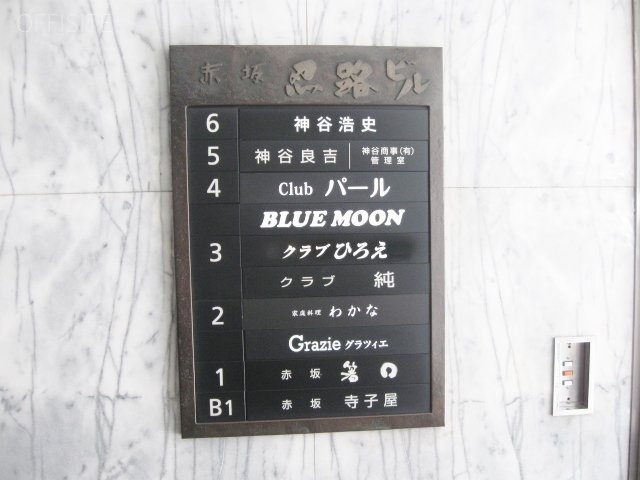 OFFISITE
赤坂 忍路ビル
6 神谷浩史
5 神谷良吉 神谷商事(有) 管理室
4 Club パール
BLUE MOON
3 クラブ ひろえ
クラブ 純
2 家庭料理 わかな
Grazie グラツィエ
1 赤坂
B1 赤坂 寺子屋